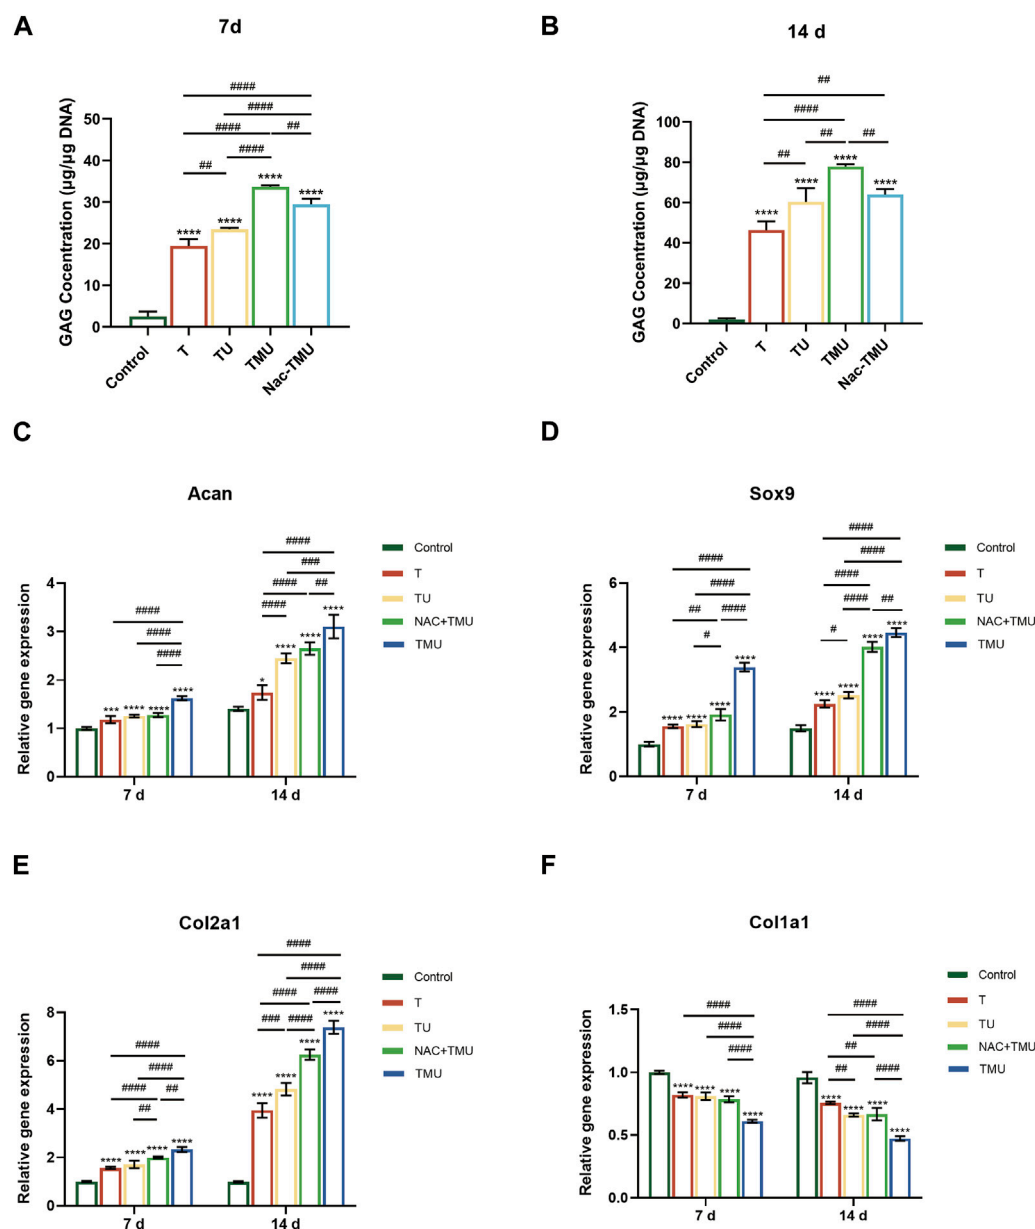 A
7d
####
####
####
##
####
##
****
****
****
****
GAG Cocentration (μg/μg DNA)
50
40
30
20
10
0
Control
T
TU
TMU
Nac-TMU
B
14 d
##
####
##
##
##
****
****
****
****
GAG Cocentration (μg/μg DNA)
100
80
60
40
20
0
Control
T
TU
TMU
Nac-TMU
C
Acan
####
###
####
##
####
####
####
####
***
****
****
****
*
****
****
****
Relative gene expression
4
3
2
1
0
7 d
14 d
Control
T
TU
NAC+TMU
TMU
D
Sox9
####
####
####
####
##
#
####
####
##
####
#
****
****
****
****
****
****
****
****
Relative gene expression
6
4
2
0
7 d
14 d
Control
T
TU
NAC+TMU
TMU
E
Col2a1
####
####
####
####
###
####
####
####
####
##
##
****
****
****
****
****
****
****
****
Relative gene expression
8
6
4
2
0
7 d
14 d
Control
T
TU
NAC+TMU
TMU
F
Col1a1
####
####
####
####
####
##
##
####
****
****
****
****
****
****
****
****
Relative gene expression
1.5
1.0
0.5
0.0
7 d
14 d
Control
T
TU
NAC+TMU
TMU